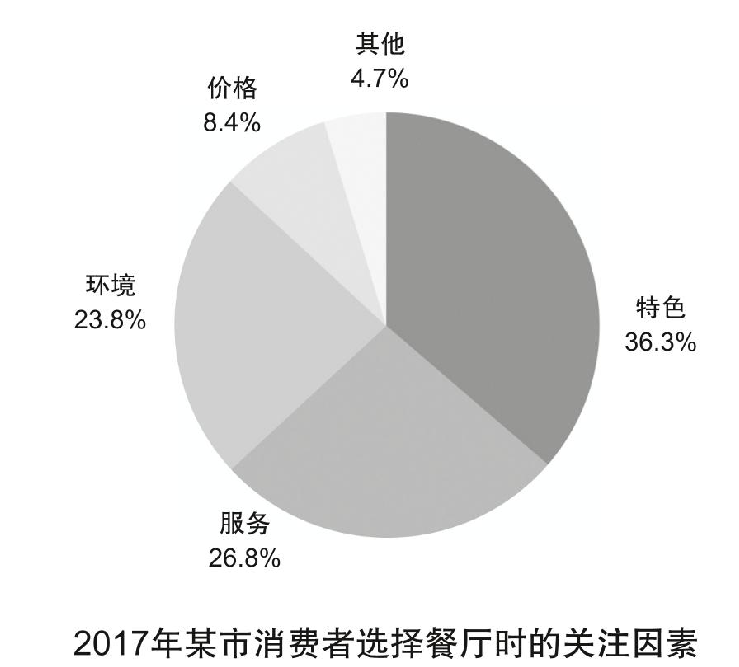 其他
4.7%
价格
8.4%
环境
23.8%
特色
36.3%
服务
26.8%
2017年某市消费者选择餐厅时的关注因素